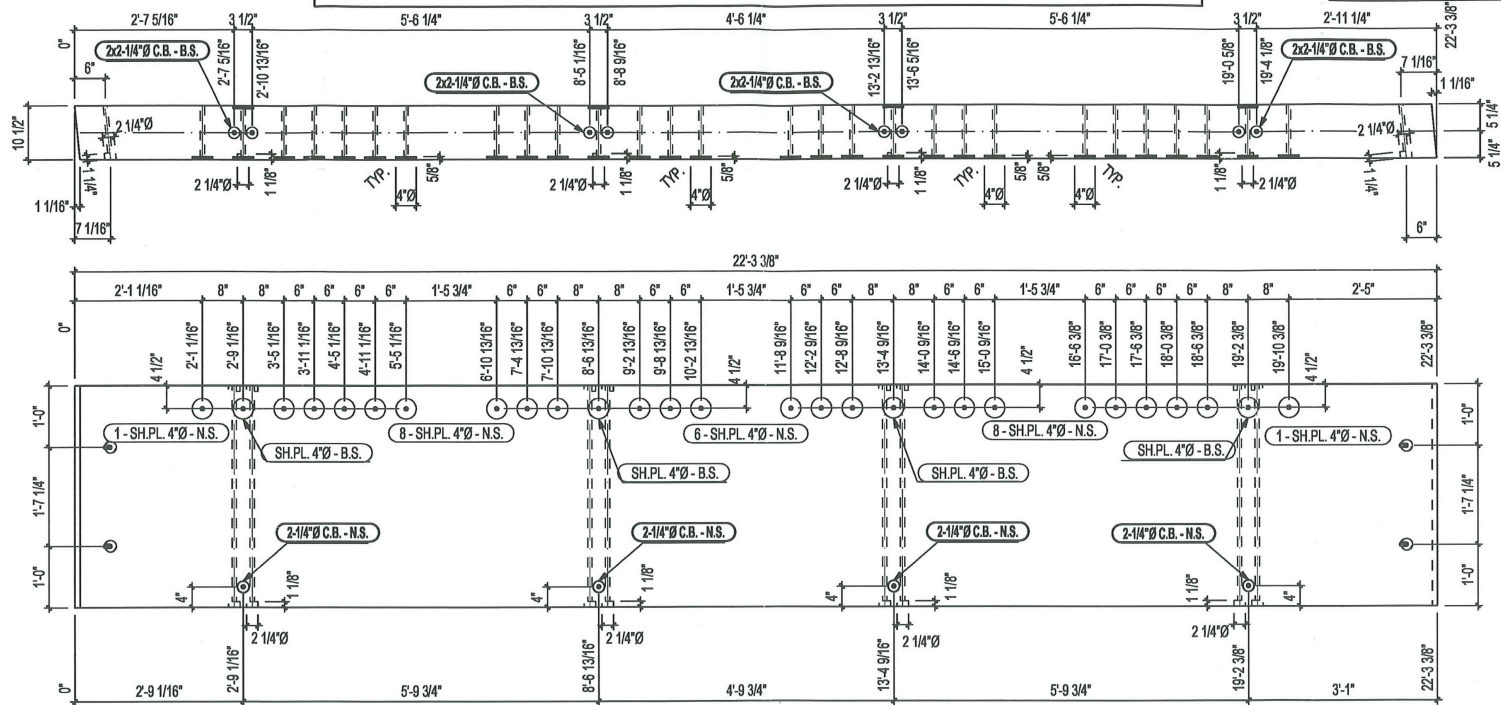 2'-7 5/16" 3 1/2" 5'-6 1/4" 3 1/2" 4'-6 1/4" 3 1/2" 5'-6 1/4" 3 1/2" 2'-11 1/4"
0" 2'-7 5/16" 2'-10 13/16" 8'-5 1/16" 8'-8 9/16" 13'-2 13/16" 13'-6 5/16" 19'-0 5/8" 19'-4 1/8" 22'-3 3/8"
2x2-1/4"Ø C.B. - B.S. 2x2-1/4"Ø C.B. - B.S. 2x2-1/4"Ø C.B. - B.S. 2x2-1/4"Ø C.B. - B.S.
6" 7 1/16"
1 1/16"
10 1/2" 2 1/4"Ø 2 1/4"Ø 5 1/4"
5 1/4"
1 1/4" 2 1/4"Ø 1 1/8" TYP. 4"Ø 5/8" 2 1/4"Ø 1 1/8" TYP. 4"Ø 5/8" 2 1/4"Ø 1 1/8" TYP. 4"Ø 5/8" 5/8" 4"Ø TYP. 1 1/8" 2 1/4"Ø 1 1/4"
1 1/16"
7 1/16" 6"
22'-3 3/8"
2'-1 1/16" 8" 8" 6" 6" 6" 6" 1'-5 3/4" 6" 6" 8" 8" 6" 6" 1'-5 3/4" 6" 6" 8" 8" 6" 6" 1'-5 3/4" 6" 6" 6" 6" 8" 8" 2'-5"
0" 2'-1 1/16" 2'-9 1/16" 3'-5 1/16" 3'-11 1/16" 4'-5 1/16" 4'-11 1/16" 5'-5 1/16" 6'-10 13/16" 7'-4 13/16" 7'-10 13/16" 8'-6 13/16" 9'-2 13/16" 9'-8 13/16" 10'-2 13/16" 11'-8 9/16" 12'-2 9/16" 12'-8 9/16" 13'-4 9/16" 14'-0 9/16" 14'-6 9/16" 15'-0 9/16" 16'-6 3/8" 17'-0 3/8" 17'-6 3/8" 18'-0 3/8" 18'-6 3/8" 19'-2 3/8" 19'-10 3/8" 22'-3 3/8"
4 1/2" 4 1/2" 4 1/2" 4 1/2"
1'-0" 1'-0"
1 - SH.PL. 4"Ø - N.S. 8 - SH.PL. 4"Ø - N.S. 6 - SH.PL. 4"Ø - N.S. 8 - SH.PL. 4"Ø - N.S. 1 - SH.PL. 4"Ø - N.S.
SH.PL. 4"Ø - B.S. SH.PL. 4"Ø - B.S. SH.PL. 4"Ø - B.S. SH.PL. 4"Ø - B.S.
1'-7 1/4" 1'-7 1/4"
2-1/4"Ø C.B. - N.S. 2-1/4"Ø C.B. - N.S. 2-1/4"Ø C.B. - N.S. 2-1/4"Ø C.B. - N.S.
1'-0" 4" 1 1/8" 4" 1 1/8" 4" 1 1/8" 1 1/8" 4" 1'-0"
2 1/4"Ø 2 1/4"Ø 2 1/4"Ø 2 1/4"Ø
0" 2'-9 1/16" 8'-6 13/16" 13'-4 9/16" 19'-2 3/8" 22'-3 3/8"
2'-9 1/16" 5'-9 3/4" 4'-9 3/4" 5'-9 3/4" 3'-1"